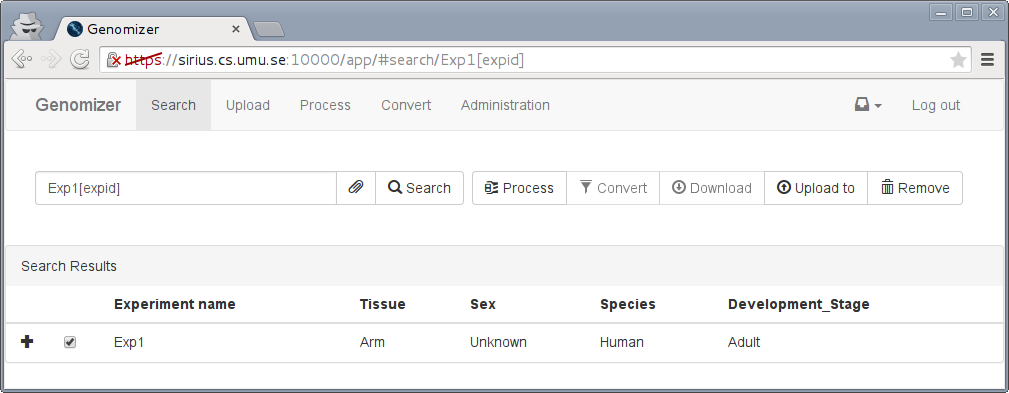 Genomizer
https://sirius.cs.umu.se:10000/app/#search/Exp1[expid]
Genomizer Search Upload Process Convert Administration Log out
Exp1[expid] Search Process Convert Download Upload to Remove
Search Results
Experiment name Tissue Sex Species Development_Stage
Exp1 Arm Unknown Human Adult